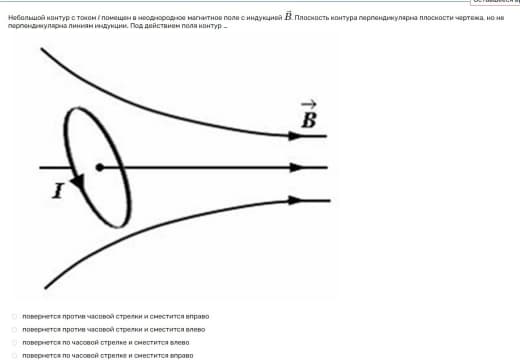 Небольшой контур с током I помещен в неоднородное магнитное поле с индукцией B. Плоскость контура перпендикулярна плоскости чертежа, но не
перпендикулярна линиям индукции. Под действием поля контур ...
B
I
повернется против часовой стрелки и сместится вправо
повернется против часовой стрелки и сместится влево
повернется по часовой стрелке и сместится влево
повернется по часовой стрелке и сместится вправо